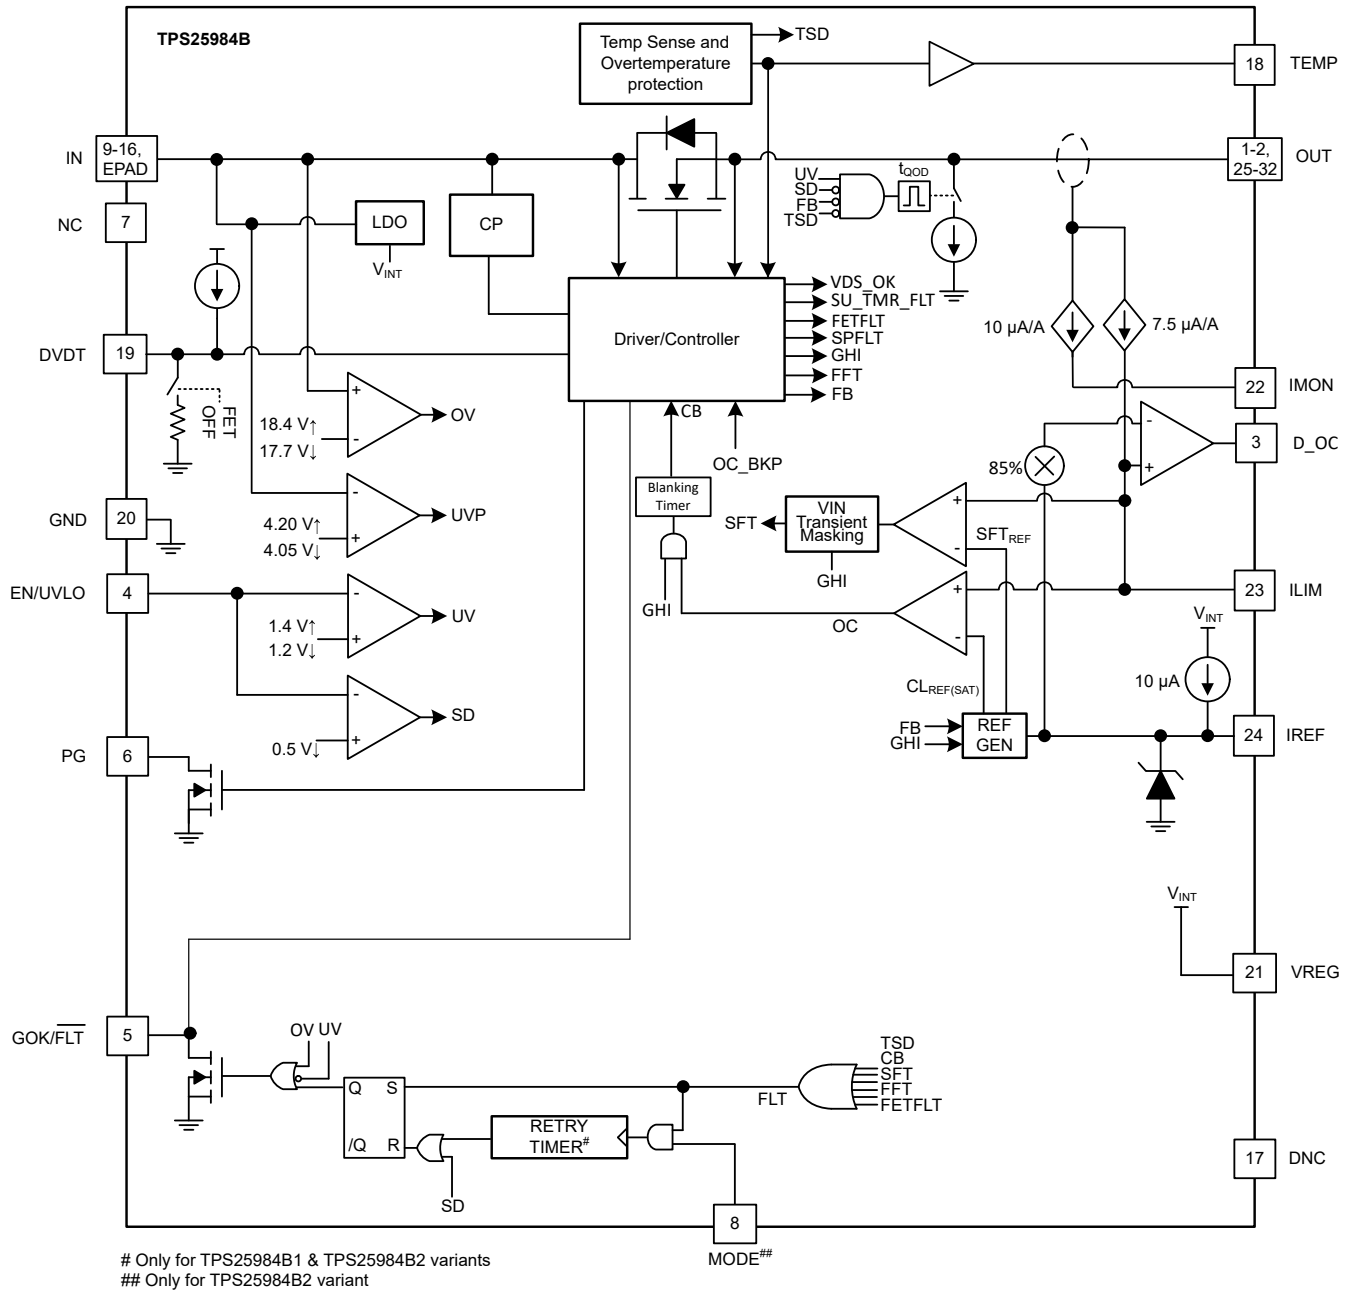 TPS25984B
Temp Sense and
Overtemperature
protection
TSD
18
TEMP
IN
9-16,
EPAD
1-2,
25-32
OUT
NC
7
LDO
VINT
CP
UV
SD
FB
TSD
tQOD
Driver/Controller
VDS_OK
SU_TMR_FLT
FETFLT
SPFLT
GHI
FFT
FB
10 µA/A
7.5 µA/A
DVDT
19
FET
OFF
22
IMON
+
-
18.4 V↑
17.7 V↓
OV
CB
OC_BKP
-
+
3
D_OC
85%
Blanking
Timer
GND
20
-
+
4.20 V↑
4.05 V↓
UVP
SFT
VIN
Transient
Masking
GHI
+
-
SFTREF
EN/UVLO
4
-
+
1.4 V↑
1.2 V↓
UV
GHI
OC
+
-
23
ILIM
VINT
10 µA
CLREF(SAT)
-
+
0.5 V↓
SD
FB
GHI
REF
GEN
24
IREF
PG
6
VINT
21
VREG
GOK/FLT
5
OV UV
Q S
/Q R
FLT
TSD
CB
SFT
FFT
FETFLT
RETRY
TIMER#
SD
17
DNC
8
MODE##
# Only for TPS25984B1 & TPS25984B2 variants
## Only for TPS25984B2 variant